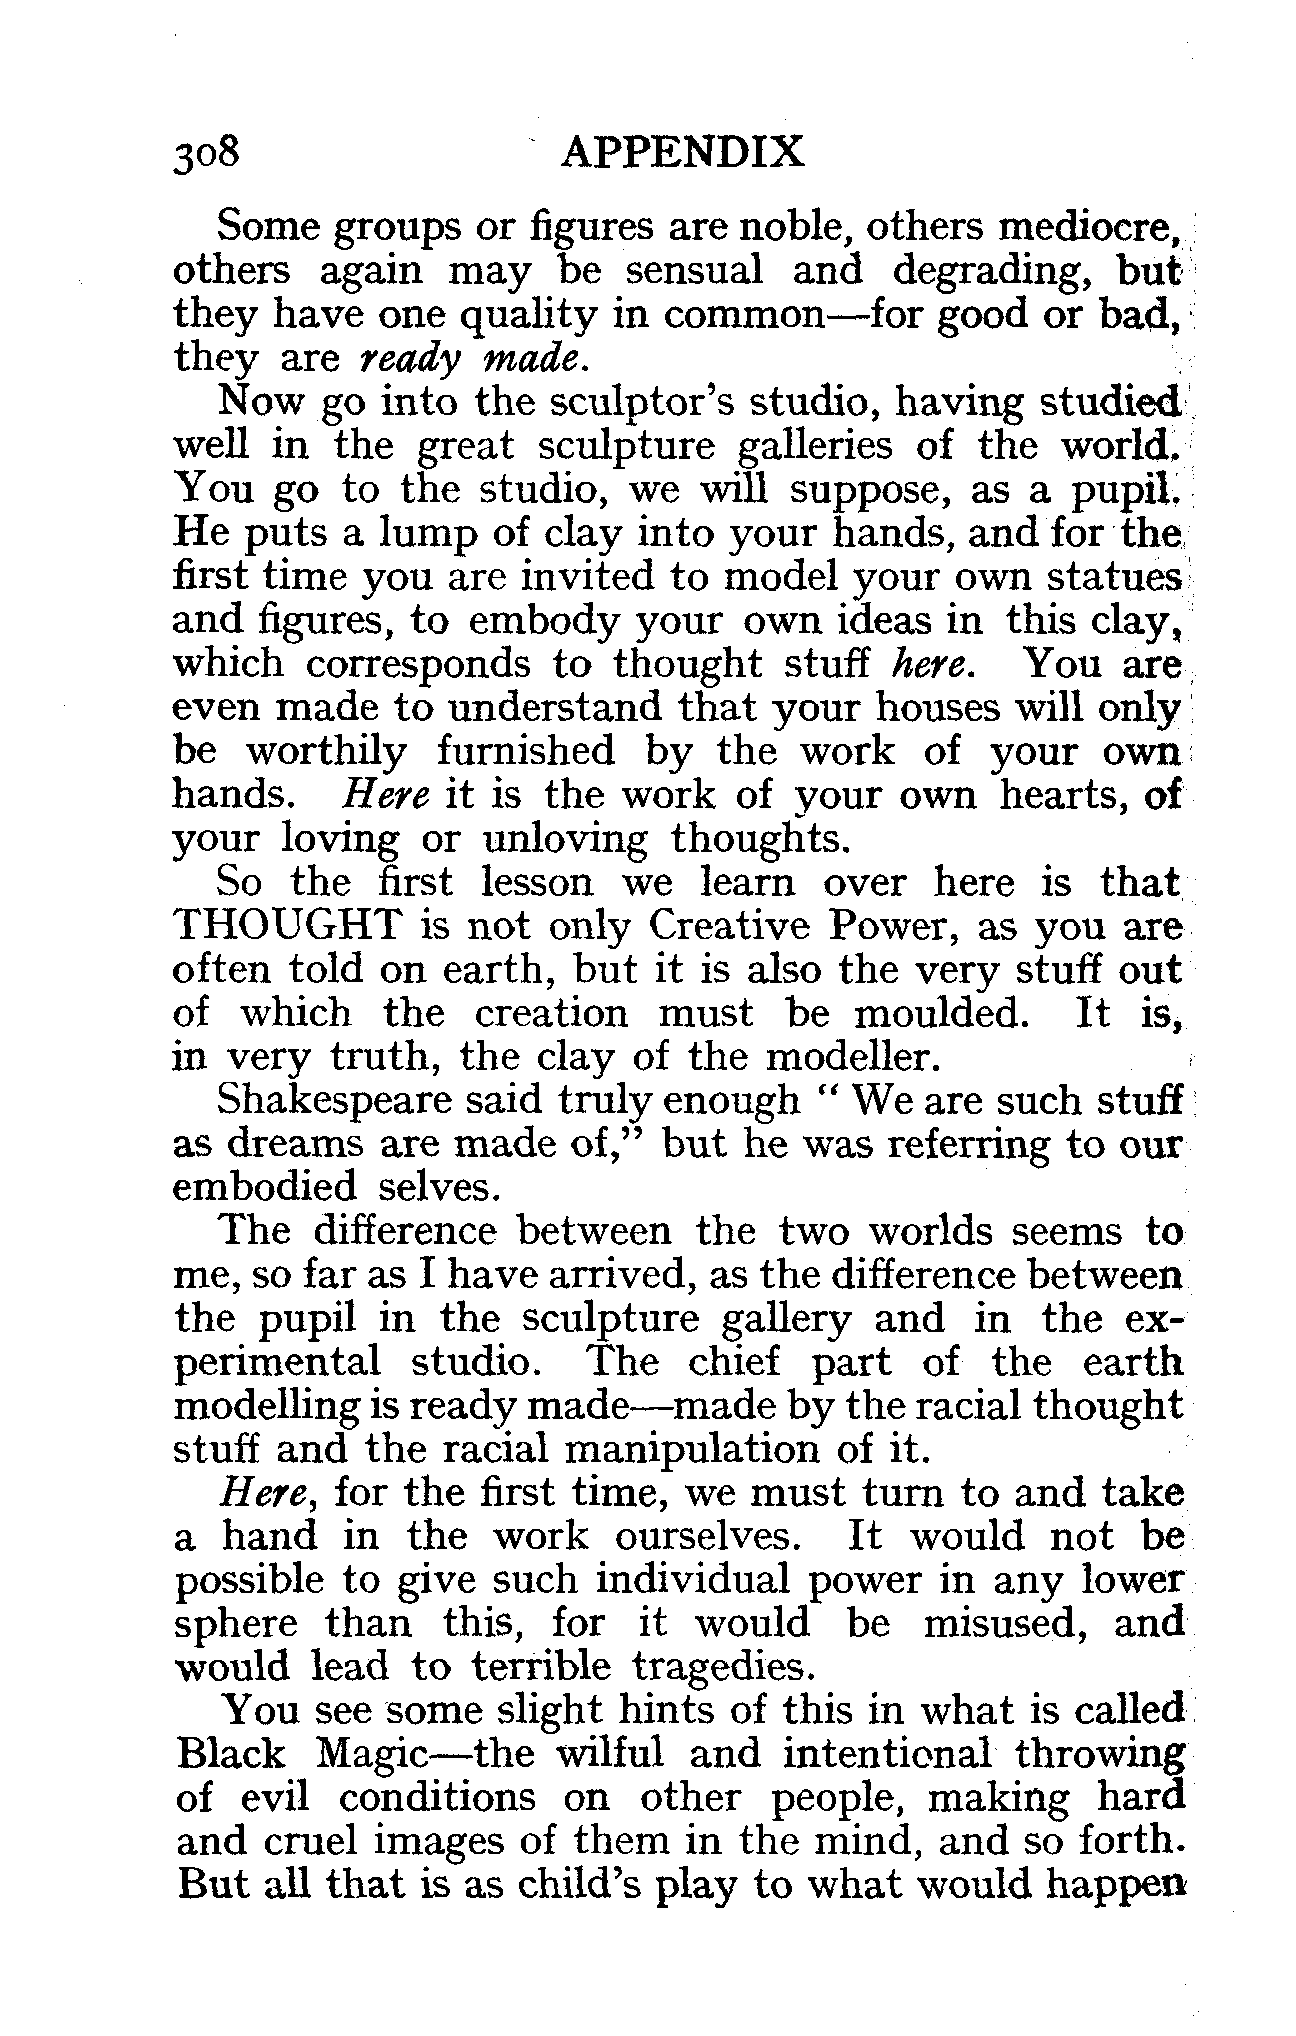 308 APPENDIX
Some groups or figures are noble, others mediocre,
others again may be sensual and degrading, but
they have one quality in common—for good or bad,
they are ready made.
Now go into the sculptor's studio, having studied
well in the great sculpture galleries of the world.
You go to the studio, we will suppose, as a pupil.
He puts a lump of clay into your hands, and for the
first time you are invited to model your own statues
and figures, to embody your own ideas in this clay,
which corresponds to thought stuff here. You are
even made to understand that your houses will only
be worthily furnished by the work of your own
hands. Here it is the work of your own hearts, of
your loving or unloving thoughts.
So the first lesson we learn over here is that
THOUGHT is not only Creative Power, as you are
often told on earth, but it is also the very stuff out
of which the creation must be moulded. It is,
in very truth, the clay of the modeller.
Shakespeare said truly enough “ We are such stuff
as dreams are made of,” but he was referring to our
embodied selves.
The difference between the two worlds seems to
me, so far as I have arrived, as the difference between
the pupil in the sculpture gallery and in the ex-
perimental studio. The chief part of the earth
modelling is ready made—made by the racial thought
stuff and the racial manipulation of it.
Here, for the first time, we must turn to and take
a hand in the work ourselves. It would not be
possible to give such individual power in any lower
sphere than this, for it would be misused, and
would lead to terrible tragedies.
You see some slight hints of this in what is called
Black Magic—the wilful and intentional throwing
of evil conditions on other people, making hard
and cruel images of them in the mind, and so forth.
But all that is as child's play to what would happen